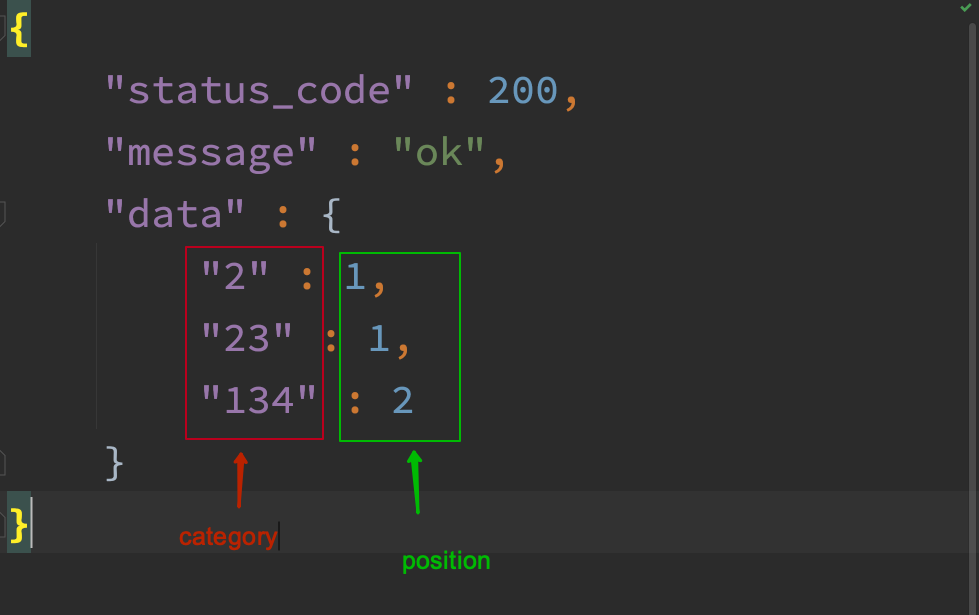 {
"status_code" : 200,
"message" : "ok",
"data" : {
"2" : 1,
"23" : 1,
"134" : 2
}
}
category
position